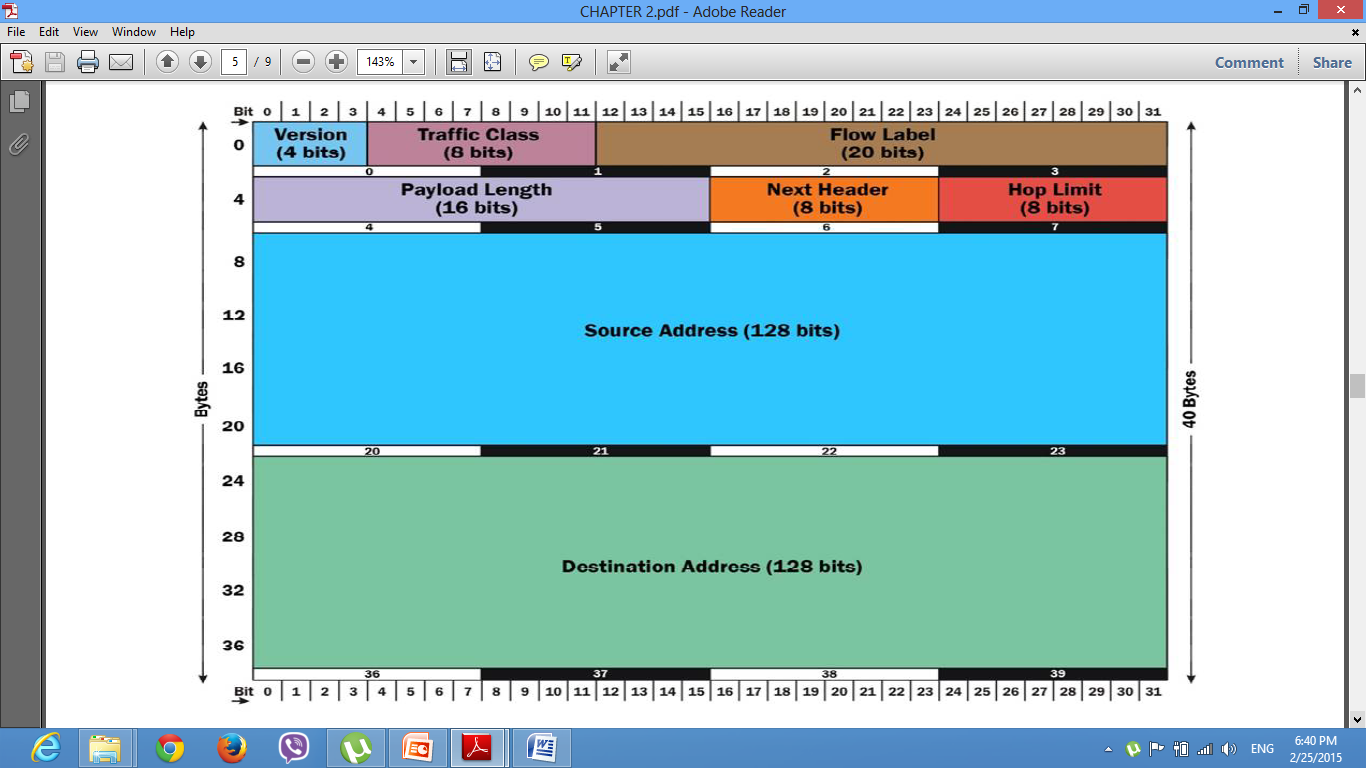 CHAPTER 2.pdf - Adobe Reader
File Edit View Window Help
5 / 9 143% Comment Share
Bit 0 1 2 3 4 5 6 7 8 9 10 11 12 13 14 15 16 17 18 19 20 21 22 23 24 25 26 27 28 29 30 31
0
Version
(4 bits)
Traffic Class
(8 bits)
Flow Label
(20 bits)
0 1 2 3
4
Payload Length
(16 bits)
Next Header
(8 bits)
Hop Limit
(8 bits)
4 5 6 7
8
12
Source Address (128 bits)
16
Bytes
40 Bytes
20
20 21 22 23
24
28
Destination Address (128 bits)
32
36
36 37 38 39
Bit 0 1 2 3 4 5 6 7 8 9 10 11 12 13 14 15 16 17 18 19 20 21 22 23 24 25 26 27 28 29 30 31
ENG
6:40 PM
2/25/2015